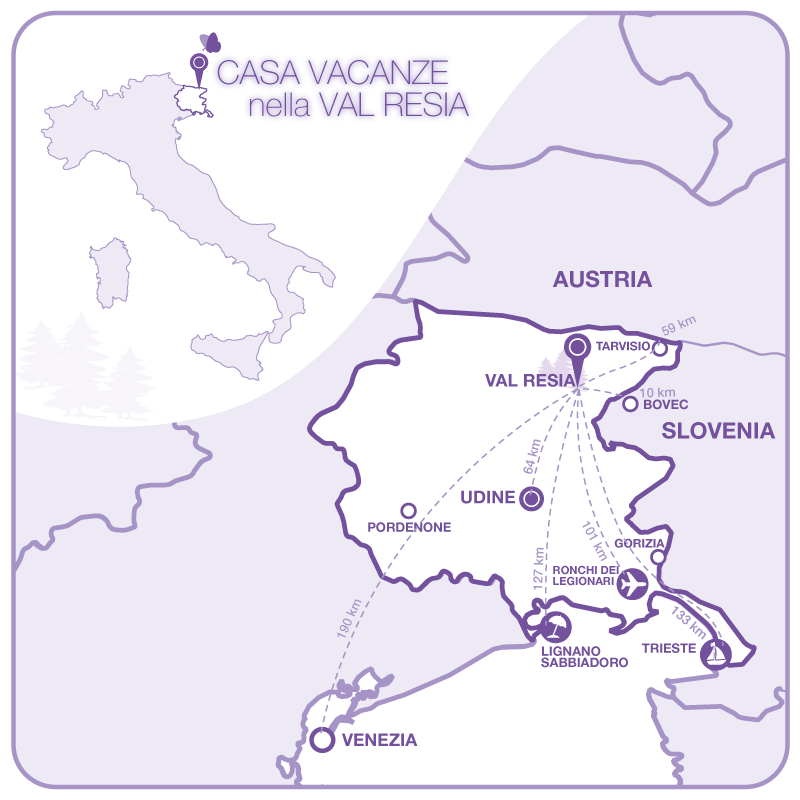 CASA VACANZE
nella VAL RESIA
AUSTRIA
59 km
TARVISIO
VAL RESIA
10 km
BOVEC
SLOVENIA
64 km
UDINE
PORDENONE
101 km
GORIZIA
127 km
RONCHI DEI
LEGIONARI
190 km
133 km
TRIESTE
LIGNANO
SABBIADORO
VENEZIA